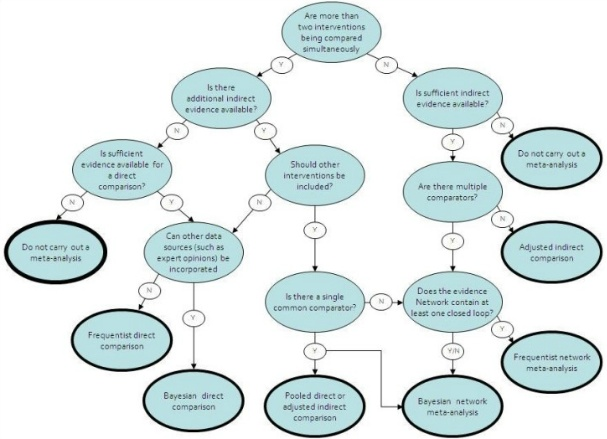 Are more than
two interventions
being compared
simultaneously
Y
N
Is there
additional indirect
evidence available?
Is sufficient indirect
evidence available?
N
Y
Y
N
Is sufficient
evidence available for
a direct
comparison?
Should other
interventions be
included?
Do not carry out a
meta-analysis
Are there multiple
comparators?
N
Y
N
Y
N
Y
Do not carry out a
meta-analysis
Can other data
sources (such as
expert opinions) be
incorporated
Adjusted indirect
comparison
N
Y
Is there a single
common comparator?
N
Does the evidence
Network contain at
least one closed loop?
Y
Y
Y/N
Frequentist direct
comparison
Frequentist network
meta-analysis
Bayesian direct
comparison
Pooled direct or
adjusted indirect
comparison
Bayesian network
meta-analysis